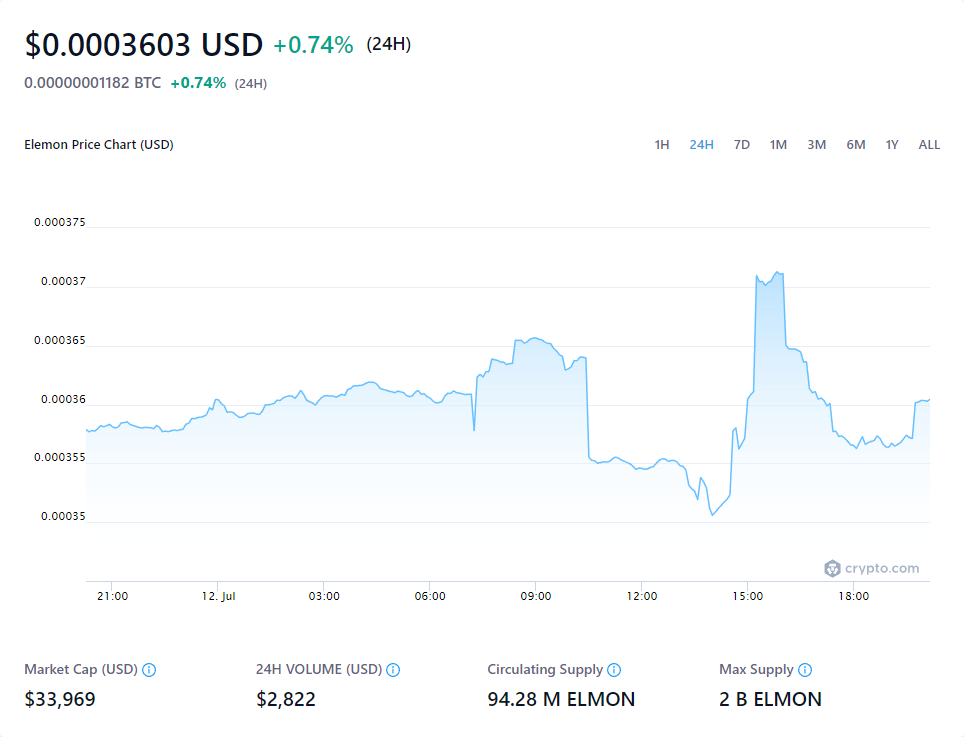 $0.0003603 USD +0.74% (24H)
0.00000001182 BTC +0.74% (24H)
Elemon Price Chart (USD) 1H 24H 7D 1M 3M 6M 1Y ALL
0.000375
0.00037
0.000365
0.00036
0.000355
0.00035
crypto.com
21:00 12. Jul 03:00 06:00 09:00 12:00 15:00 18:00
Market Cap (USD) 24H VOLUME (USD) Circulating Supply Max Supply
$33,969 $2,822 94.28 M ELMON 2 B ELMON